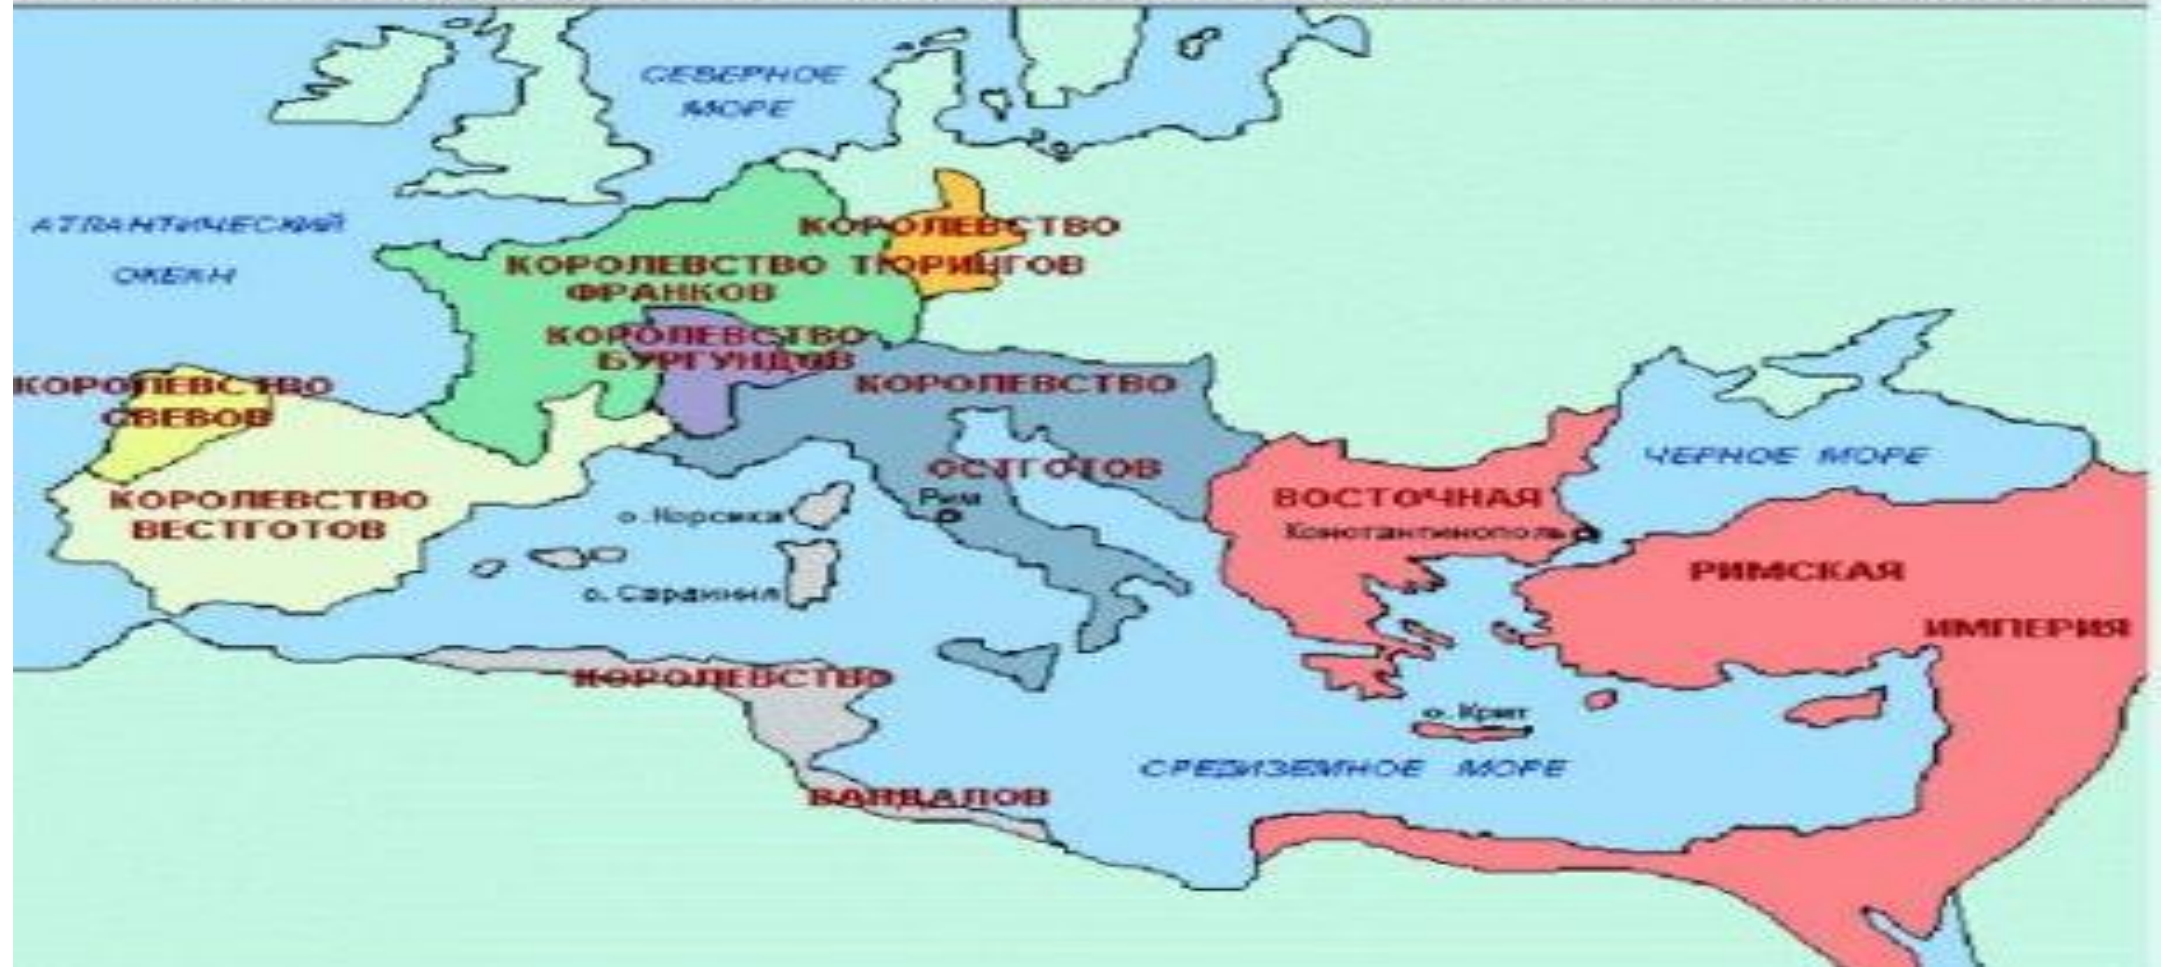 СЕВЕРНОЕ
МОРЕ
АТЛАНТИЧЕСКИЙ
ОКЕАН
КОРОЛЕВСТВО
ТЮРИНГОВ
КОРОЛЕВСТВО
ФРАНКОВ
КОРОЛЕВСТВО
БУРГУНДОВ
КОРОЛЕВСТВО
СВЕВОВ
КОРОЛЕВСТВО
ОСТГОТОВ
КОРОЛЕВСТВО
ВЕСТГОТОВ
ЧЕРНОЕ МОРЕ
Рим
о. Корсика
о. Сардиния
ВОСТОЧНАЯ
Константинополь
РИМСКАЯ
ИМПЕРИЯ
КОРОЛЕВСТВО
ВАНДАЛОВ
о. Крит
СРЕДИЗЕМНОЕ МОРЕ